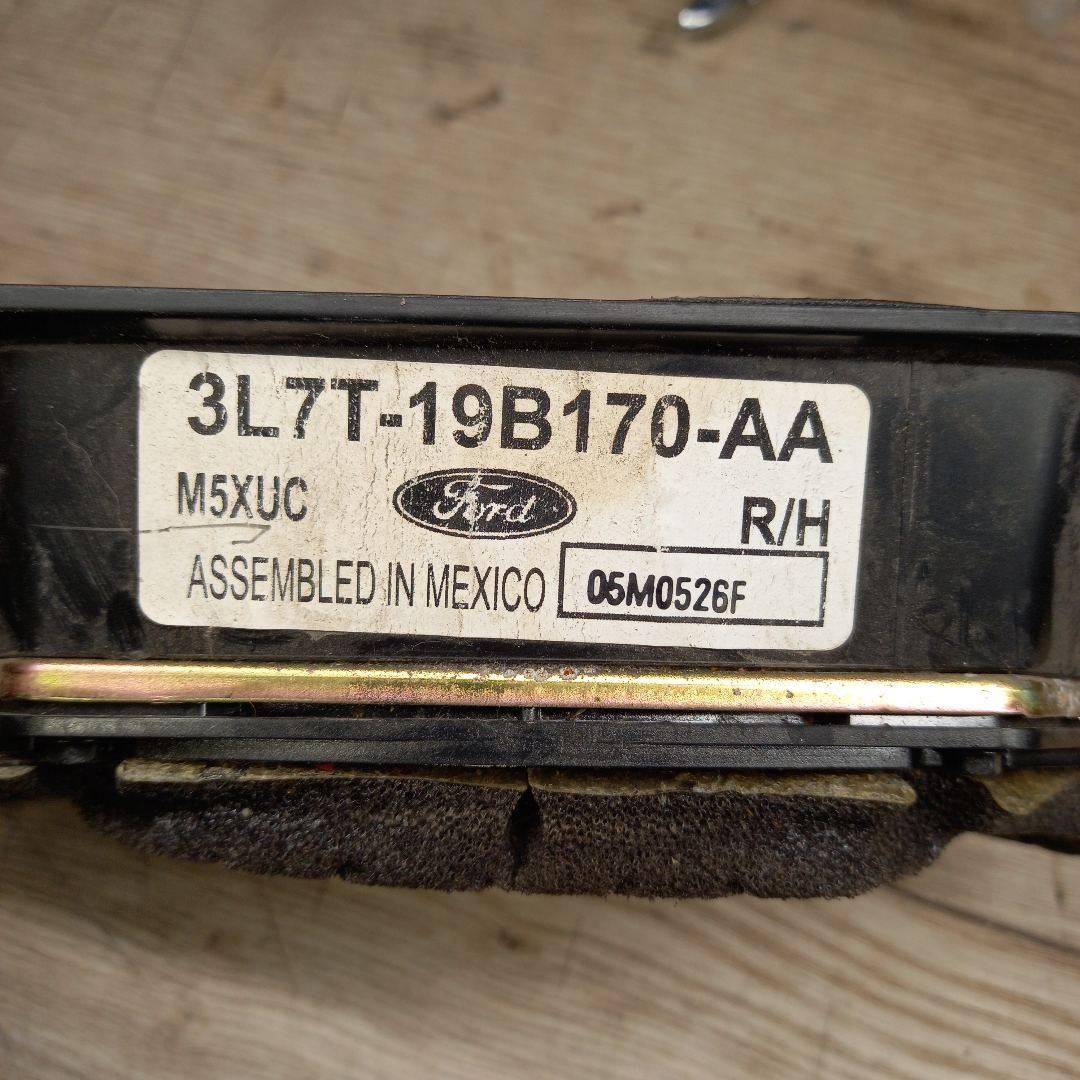 3L7T-19B170-AA
M5XUC Ford R/H
ASSEMBLED IN MEXICO 05M0526F